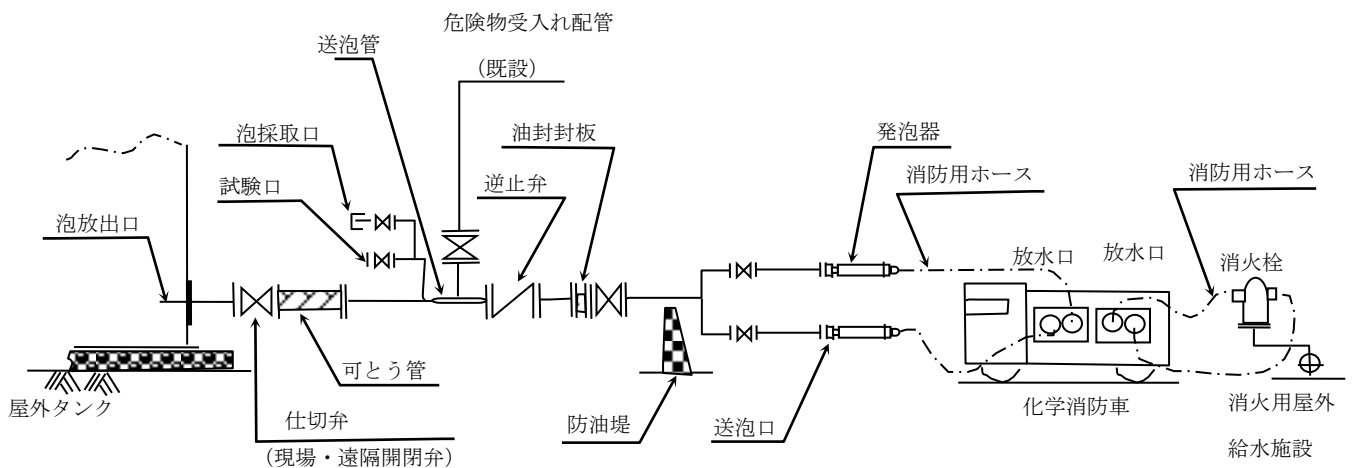 危険物受入れ配管
(既設)
送泡管
泡採取口
油封封板
発泡器
消防用ホース
消防用ホース
試験口
逆止弁
泡放出口
放水口
放水口
消火栓
可とう管
屋外タンク
仕切弁
(現場・遠隔開閉弁)
防油堤
送泡口
化学消防車
消火用屋外
給水施設